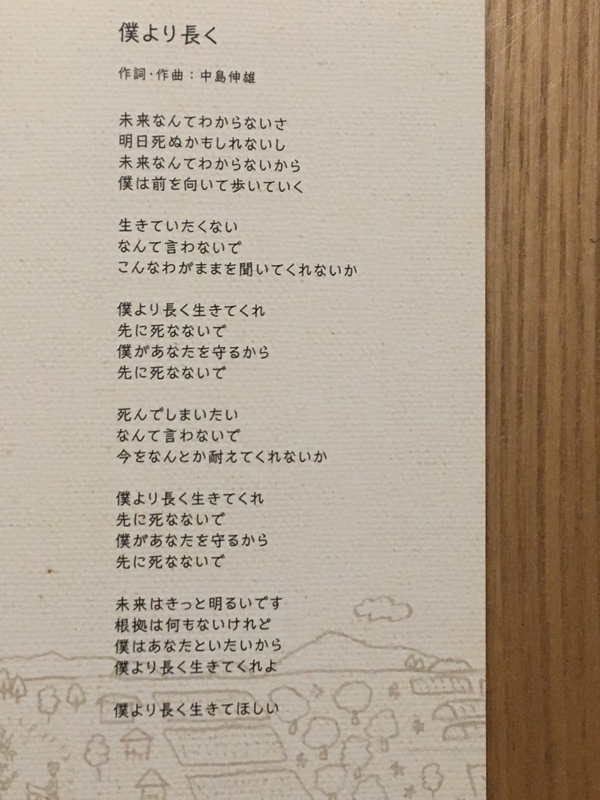 僕より長く
作詞・作曲：中島伸雄
未来なんてわからないさ
明日死ぬかもしれないし
未来なんてわからないから
僕は前を向いて歩いていく
生きていたくない
なんて言わないで
こんなわがままを聞いてくれないか
僕より長く生きてくれ
先に死なないで
僕があなたを守るから
先に死なないで
死んでしまいたい
なんて言わないで
今をなんとか耐えてくれないか
僕より長く生きてくれ
先に死なないで
僕があなたを守るから
先に死なないで
未来はきっと明るいです
根拠は何もないけれど
僕はあなたといたいから
僕より長く生きてくれよ
僕より長く生きてほしい